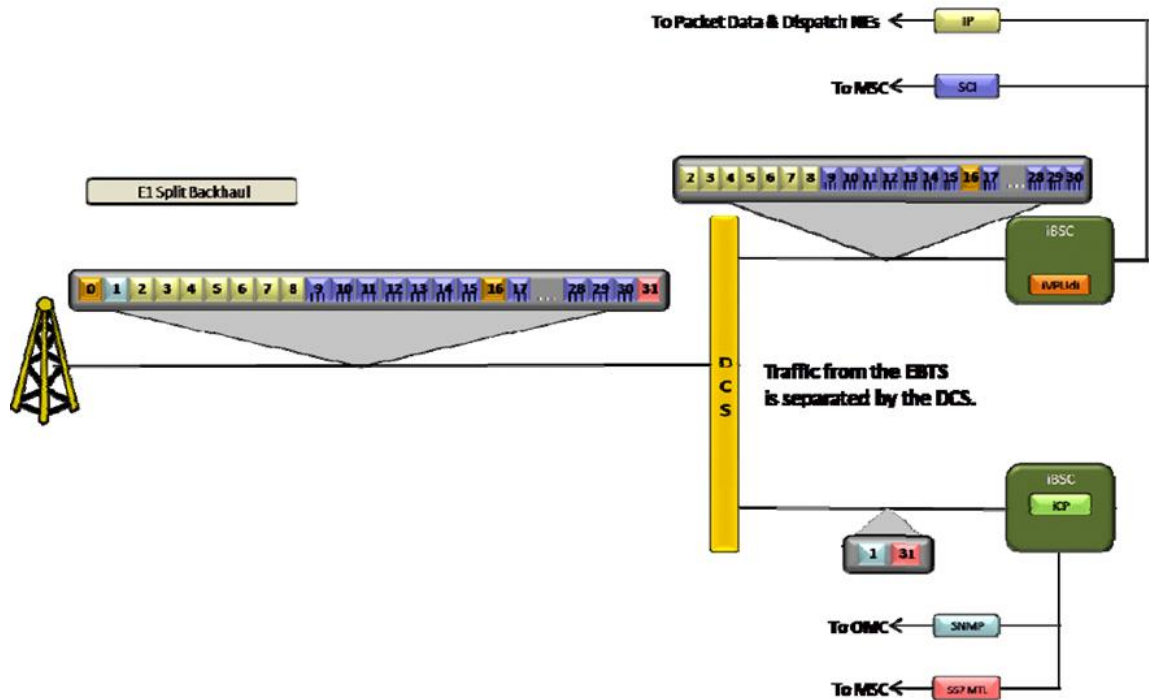 To Packet Data & Dispatch NEs
IP
To MSC
SCI
2 3 4 5 6 7 8 9 10 11 12 13 14 15 16 17 ... 28 29 30
E1 Split Backhaul
iBSC
iVPUdi
0 1 2 3 4 5 6 7 8 9 10 11 12 13 14 15 16 17 ... 28 29 30 31
DCS
Traffic from the EBTS
is separated by the DCS.
iBSC
iCP
1 31
To OMC
SNMP
To MSC
SS7 MTL